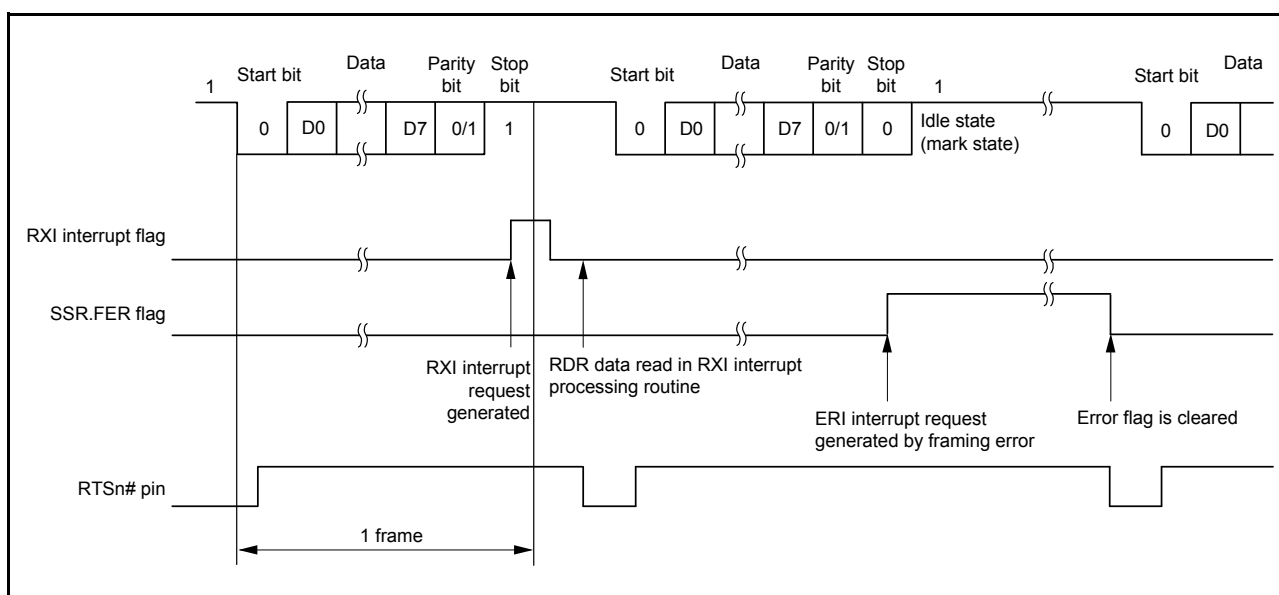 1
Start bit
Data
Parity
bit
Stop
bit
Start bit
Data
Parity
bit
Stop
bit
1
Start bit
Data
0
D0
D7
0/1
1
0
D0
D7
0/1
0
Idle state
(mark state)
0
D0
RXI interrupt flag
SSR.FER flag
RXI interrupt
request
generated
RDR data read in RXI interrupt
processing routine
ERI interrupt request
generated by framing error
Error flag is cleared
RTSn# pin
1 frame